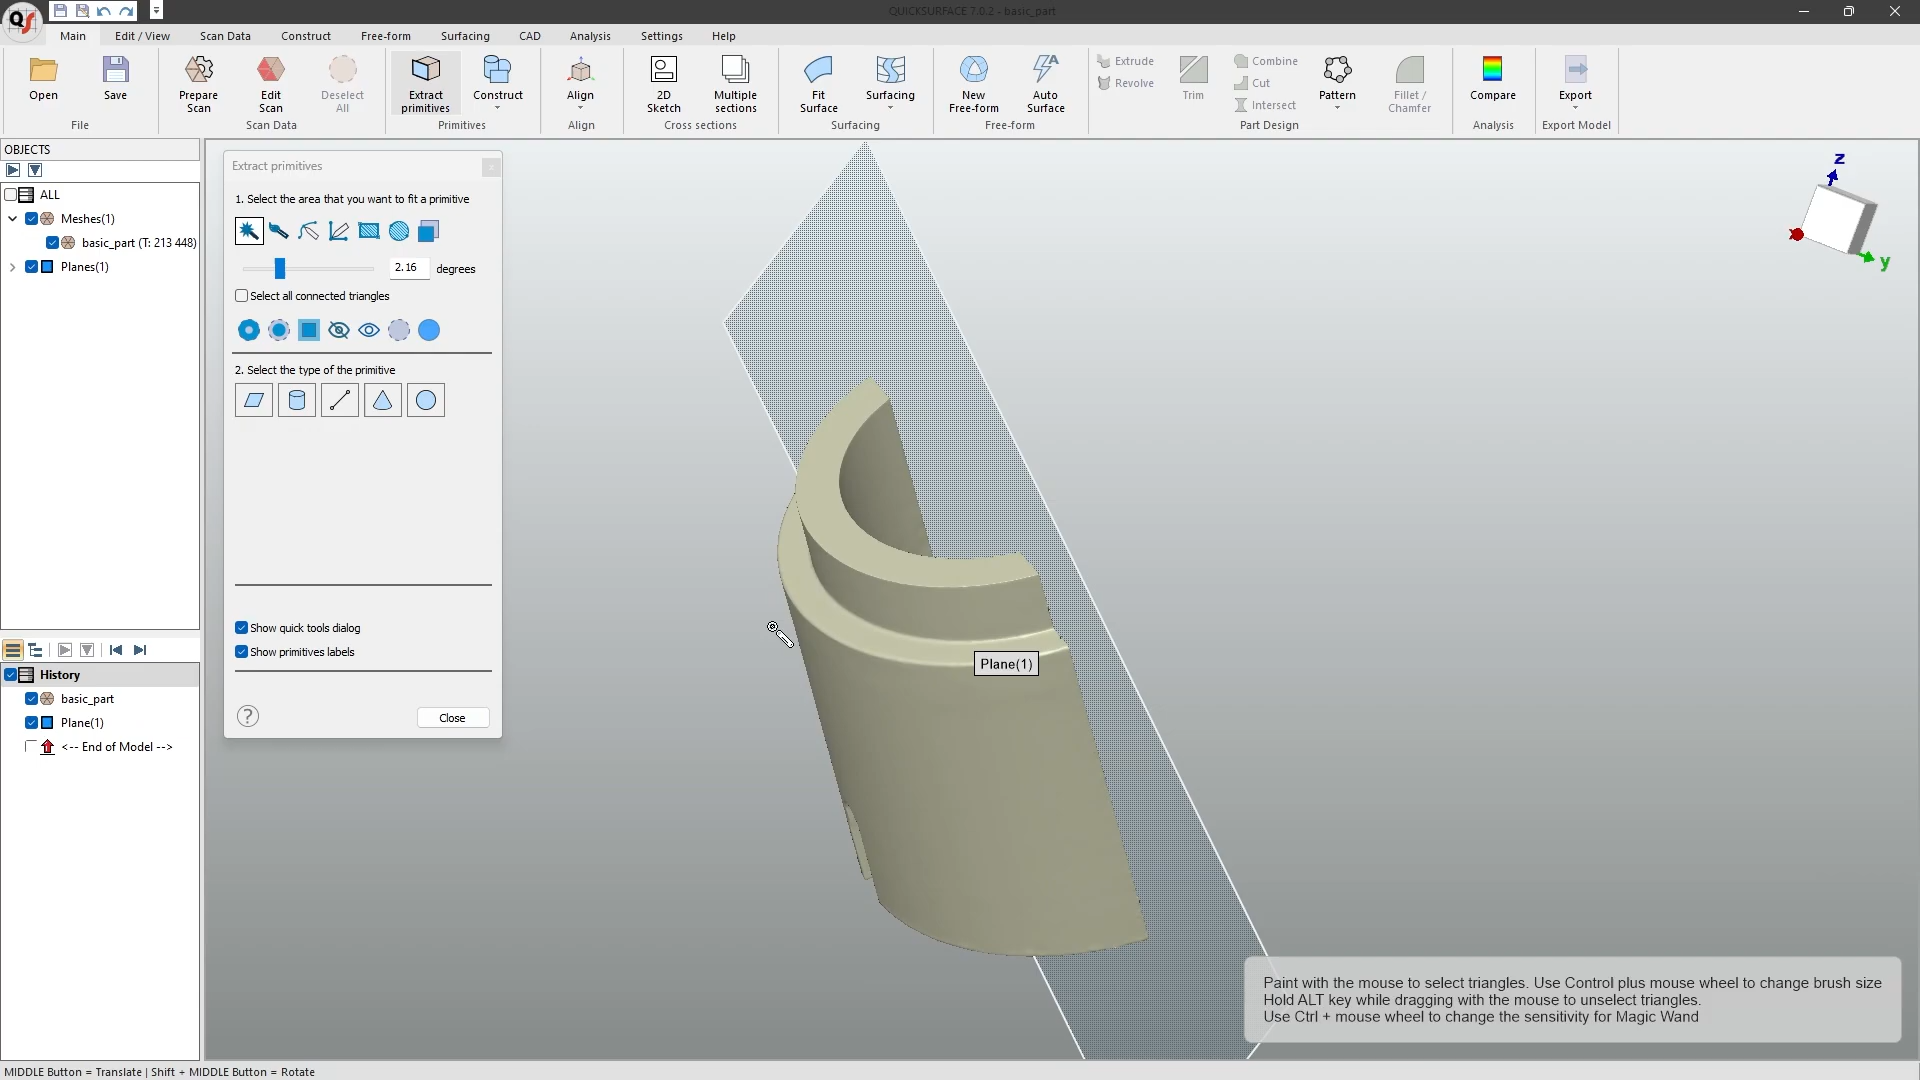 QUICKSURFACE 7.0.2 - basic_part
Main Edit / View Scan Data Construct Free-form Surfacing CAD Analysis Settings Help
Open
Save
File
Prepare
Scan
Edit
Scan
Deselect
All
Scan Data
Extract
primitives
Construct
Primitives
Align
Align
2D
Sketch
Multiple
sections
Cross sections
Fit
Surface
Surfacing
Surfacing
New
Free-form
Auto
Surface
Free-form
Extrude
Revolve
Trim
Combine
Cut
Intersect
Pattern
Fillet /
Chamfer
Part Design
Compare
Analysis
Export
Export Model
OBJECTS
ALL
Meshes(1)
basic_part (T: 213 448)
Planes(1)
History
basic_part
Plane(1)
<-- End of Model -->
Extract primitives
1. Select the area that you want to fit a primitive
2.16 degrees
Select all connected triangles
2. Select the type of the primitive
Show quick tools dialog
Show primitives labels
?
Close
Plane(1)
z
x
y
Paint with the mouse to select triangles. Use Control plus mouse wheel to change brush size
Hold ALT key while dragging with the mouse to unselect triangles.
Use Ctrl + mouse wheel to change the sensitivity for Magic Wand
MIDDLE Button = Translate | Shift + MIDDLE Button = Rotate